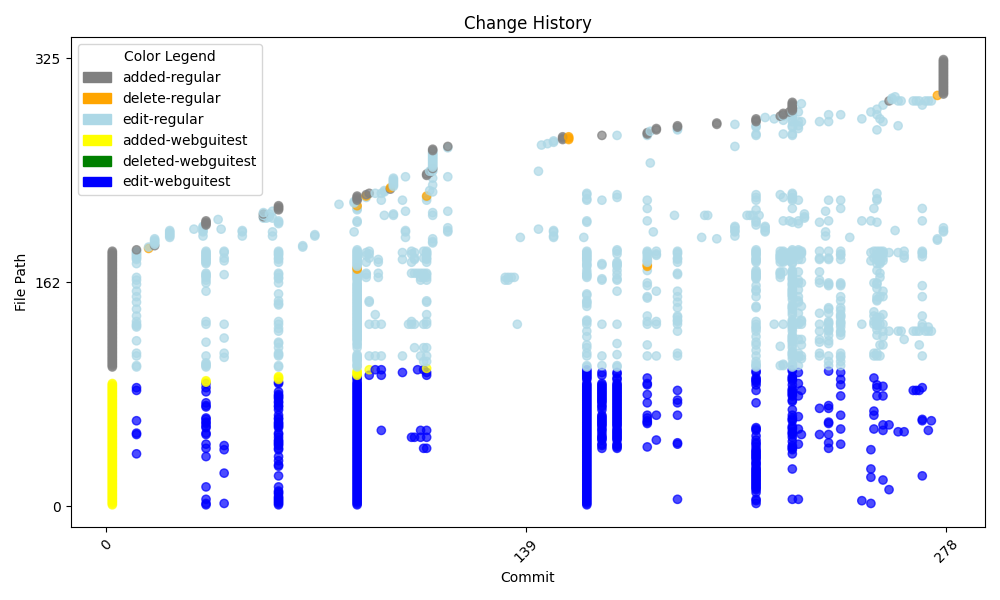 Change History
Color Legend
added-regular
delete-regular
edit-regular
added-webguitest
deleted-webguitest
edit-webguitest
File Path
325
162
0
0
139
278
Commit